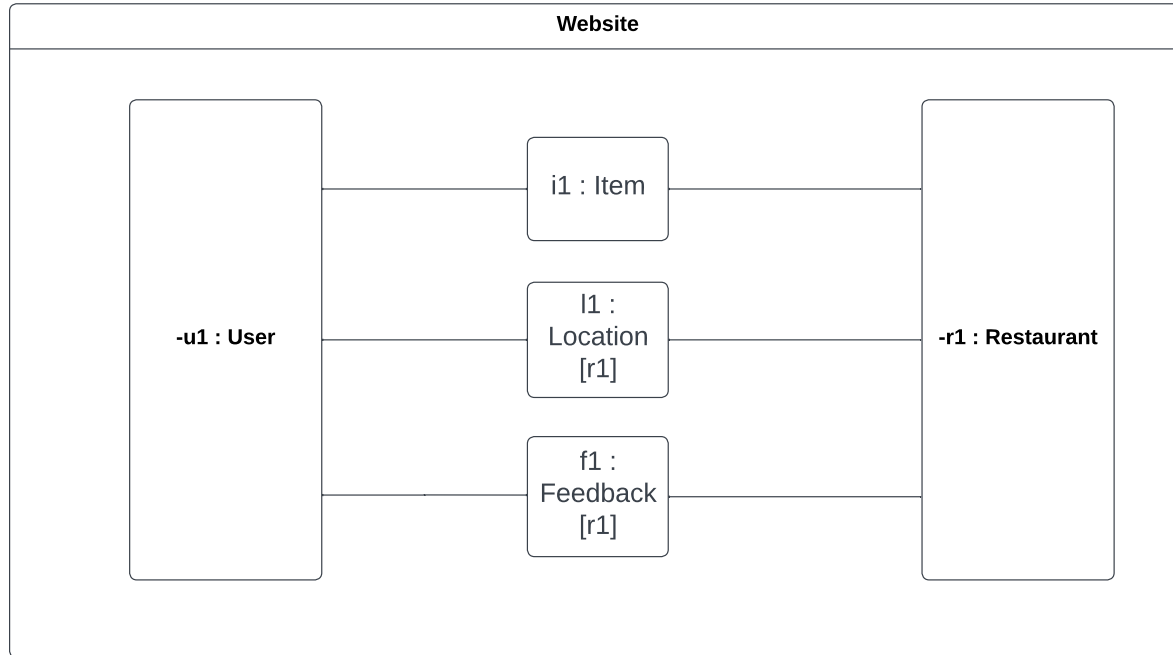 Website
-u1 : User
i1 : Item
l1 :
Location
[r1]
f1 :
Feedback
[r1]
-r1 : Restaurant